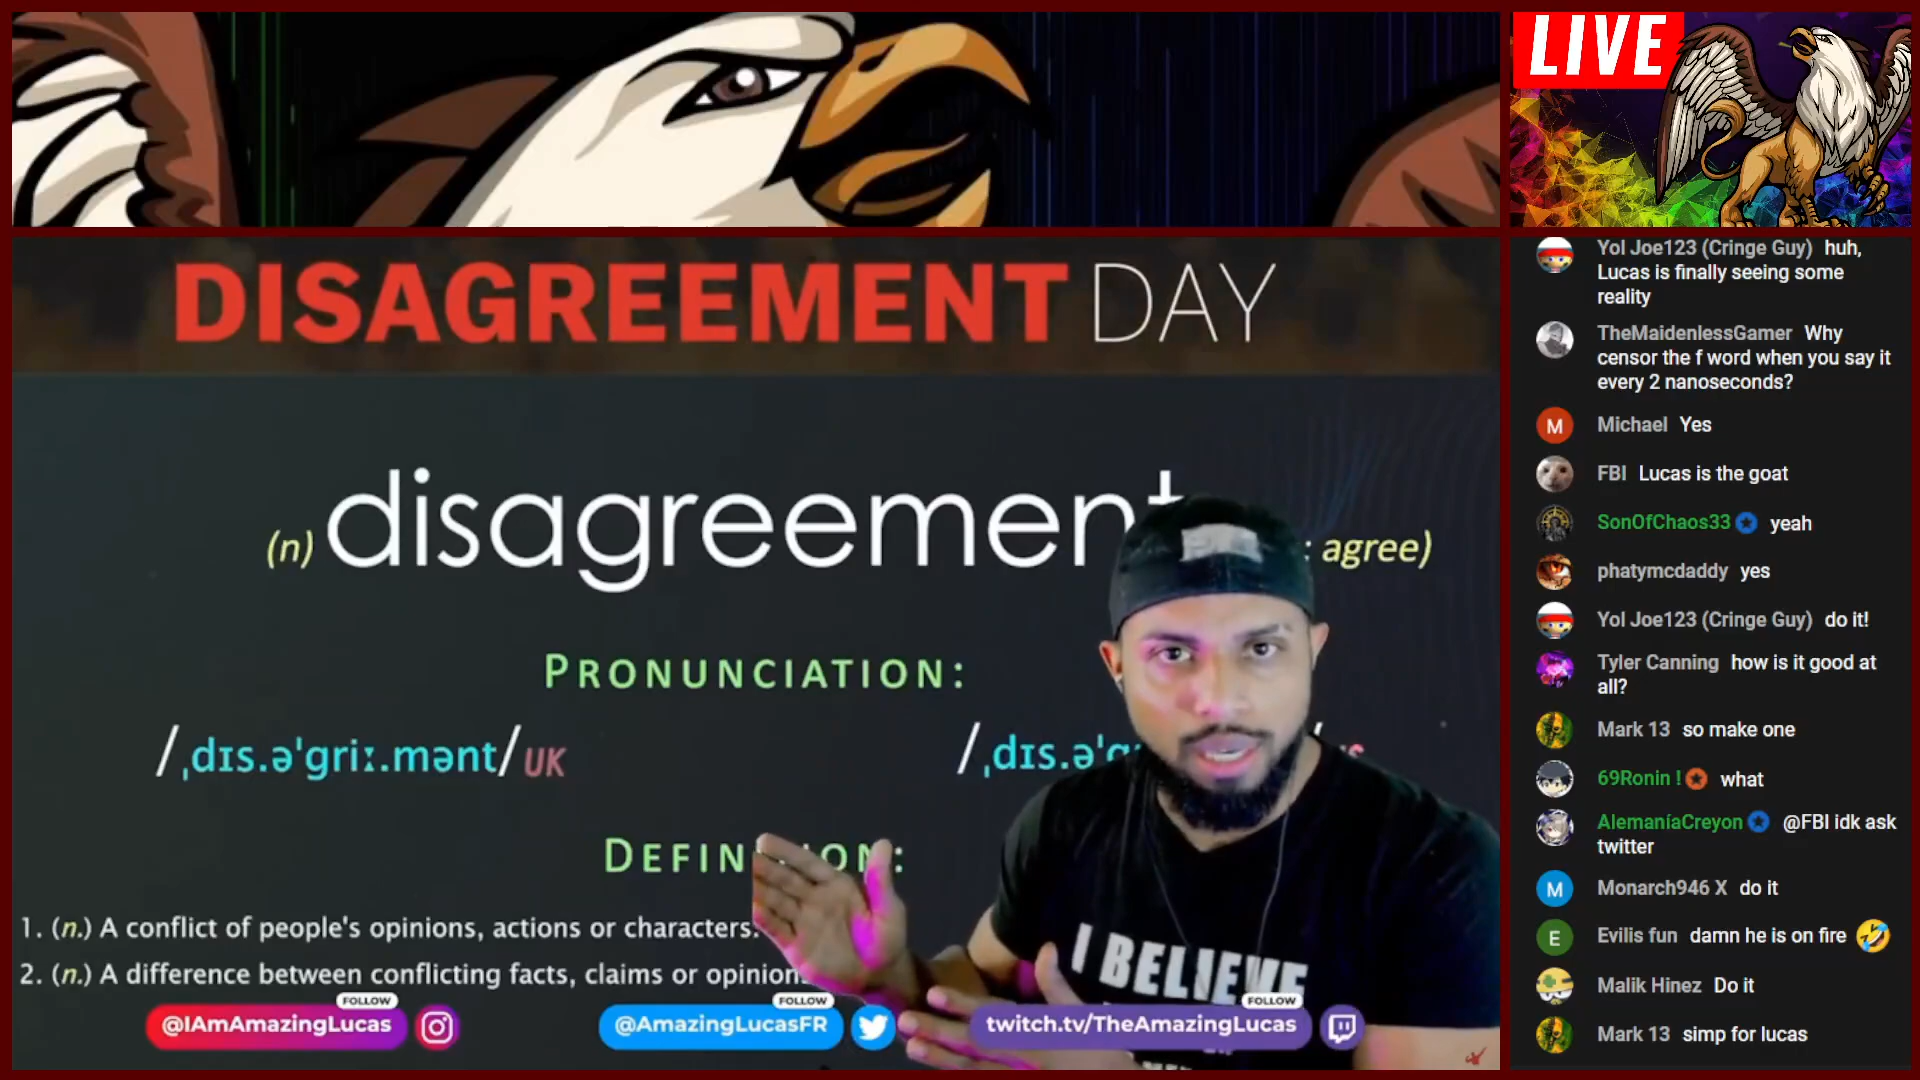 LIVE
DISAGREEMENT DAY
(n) disagreement : agree)
PRONUNCIATION:
/ˌdɪs.ə'griː.mənt/ UK
/ˌdɪs.ə'g
DEFIN ON:
1. (n.) A conflict of people's opinions, actions or characters.
2. (n.) A difference between conflicting facts, claims or opinion
I BELIEVE
FOLLOW
@IAmAmazingLucas
FOLLOW
@AmazingLucasFR
FOLLOW
twitch.tv/TheAmazingLucas
Yol Joe123 (Cringe Guy) huh,
Lucas is finally seeing some
reality
TheMaidenlessGamer Why
censor the f word when you say it
every 2 nanoseconds?
M Michael Yes
FBI Lucas is the goat
SonOfChaos33 yeah
phatymcdaddy yes
Yol Joe123 (Cringe Guy) do it!
Tyler Canning how is it good at
all?
Mark 13 so make one
69Ronin ! what
AlemaníaCreyon @FBI idk ask
twitter
M Monarch946 X do it
E Evilis fun damn he is on fire
Malik Hinez Do it
Mark 13 simp for lucas